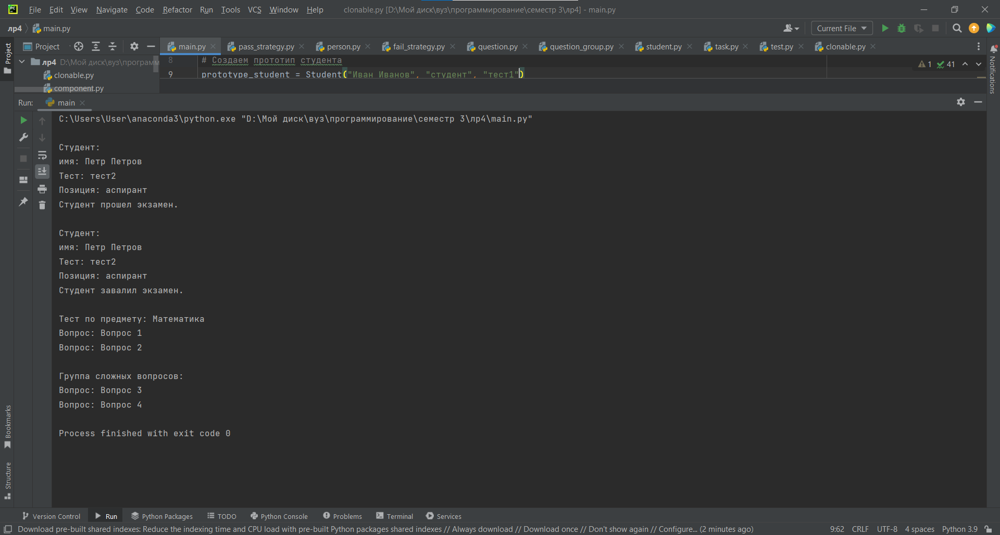 File Edit View Navigate Code Refactor Run Tools VCS Window Help clonable.py [D:\Мой диск\вуз\программирование\семестр 3\лр4] - main.py
лр4 main.py Current File
Project main.py pass_strategy.py person.py fail_strategy.py question.py question_group.py student.py task.py test.py clonable.py
Project
Notifications
лр4 D:\Мой диск\вуз\программ
clonable.py
component.py
8 # Создаем прототип студента
9 prototype_student = Student("Иван Иванов", "студент", "тест1")
1 41
Run: main
C:\Users\User\anaconda3\python.exe "D:\Мой диск\вуз\программирование\семестр 3\лр4\main.py"
Студент:
имя: Петр Петров
Тест: тест2
Позиция: аспирант
Студент прошел экзамен.
Студент:
имя: Петр Петров
Тест: тест2
Позиция: аспирант
Студент завалил экзамен.
Тест по предмету: Математика
Вопрос: Вопрос 1
Вопрос: Вопрос 2
Группа сложных вопросов:
Вопрос: Вопрос 3
Вопрос: Вопрос 4
Process finished with exit code 0
Bookmarks
Structure
Version Control Run Python Packages TODO Python Console Problems Terminal Services
Download pre-built shared indexes: Reduce the indexing time and CPU load with pre-built Python packages shared indexes // Always download // Download once // Don't show again // Configure... (2 minutes ago) 9:62 CRLF UTF-8 4 spaces Python 3.9